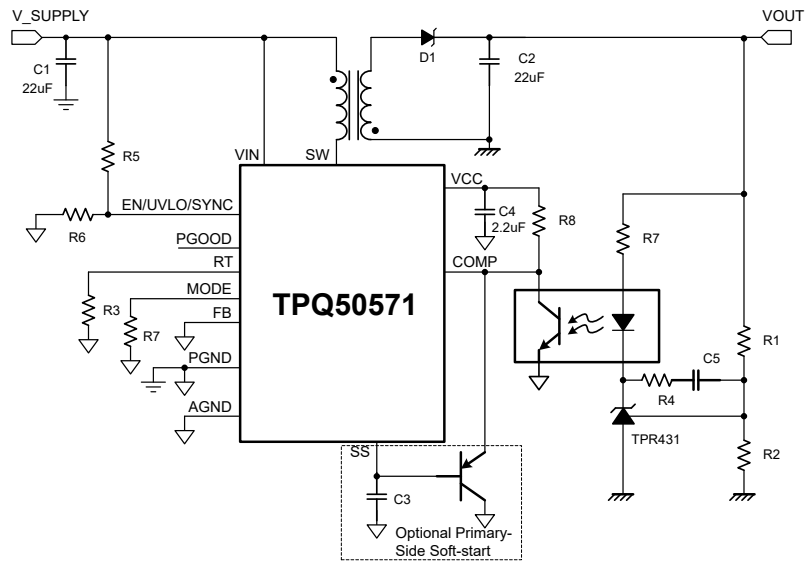 V_SUPPLY
VOUT
C1
22uF
D1
C2
22uF
R5
VIN
SW
VCC
EN/UVLO/SYNC
R6
C4
2.2uF
R8
R7
PGOOD
RT
COMP
MODE
R3
R7
FB
TPQ50571
PGND
R1
C5
R4
AGND
TPR431
R2
SS
C3
Optional Primary-
Side Soft-start